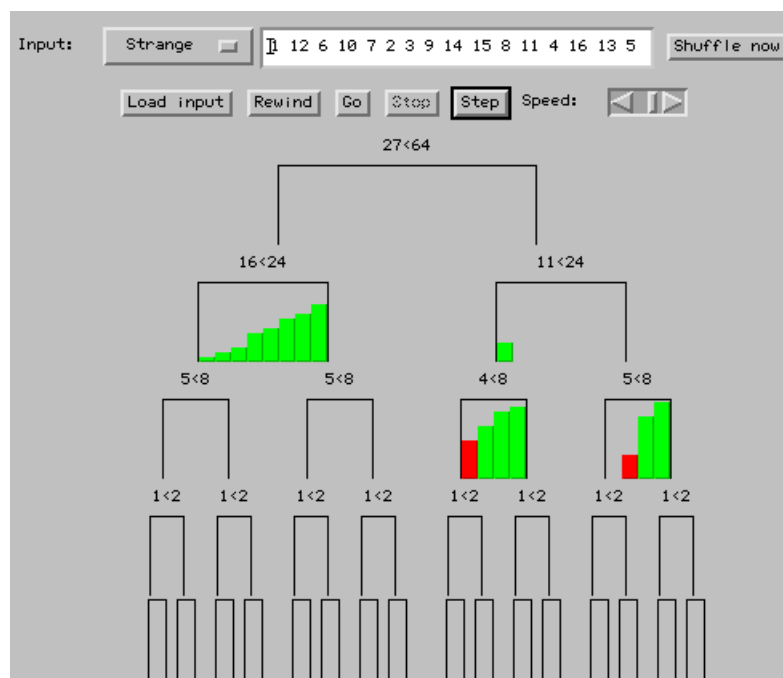 Input: Strange 1 12 6 10 7 2 3 9 14 15 8 11 4 16 13 5 Shuffle now
Load input Rewind Go Stop Step Speed:
27<64
16<24 11<24
5<8 5<8 4<8 5<8
1<2 1<2 1<2 1<2 1<2 1<2 1<2 1<2